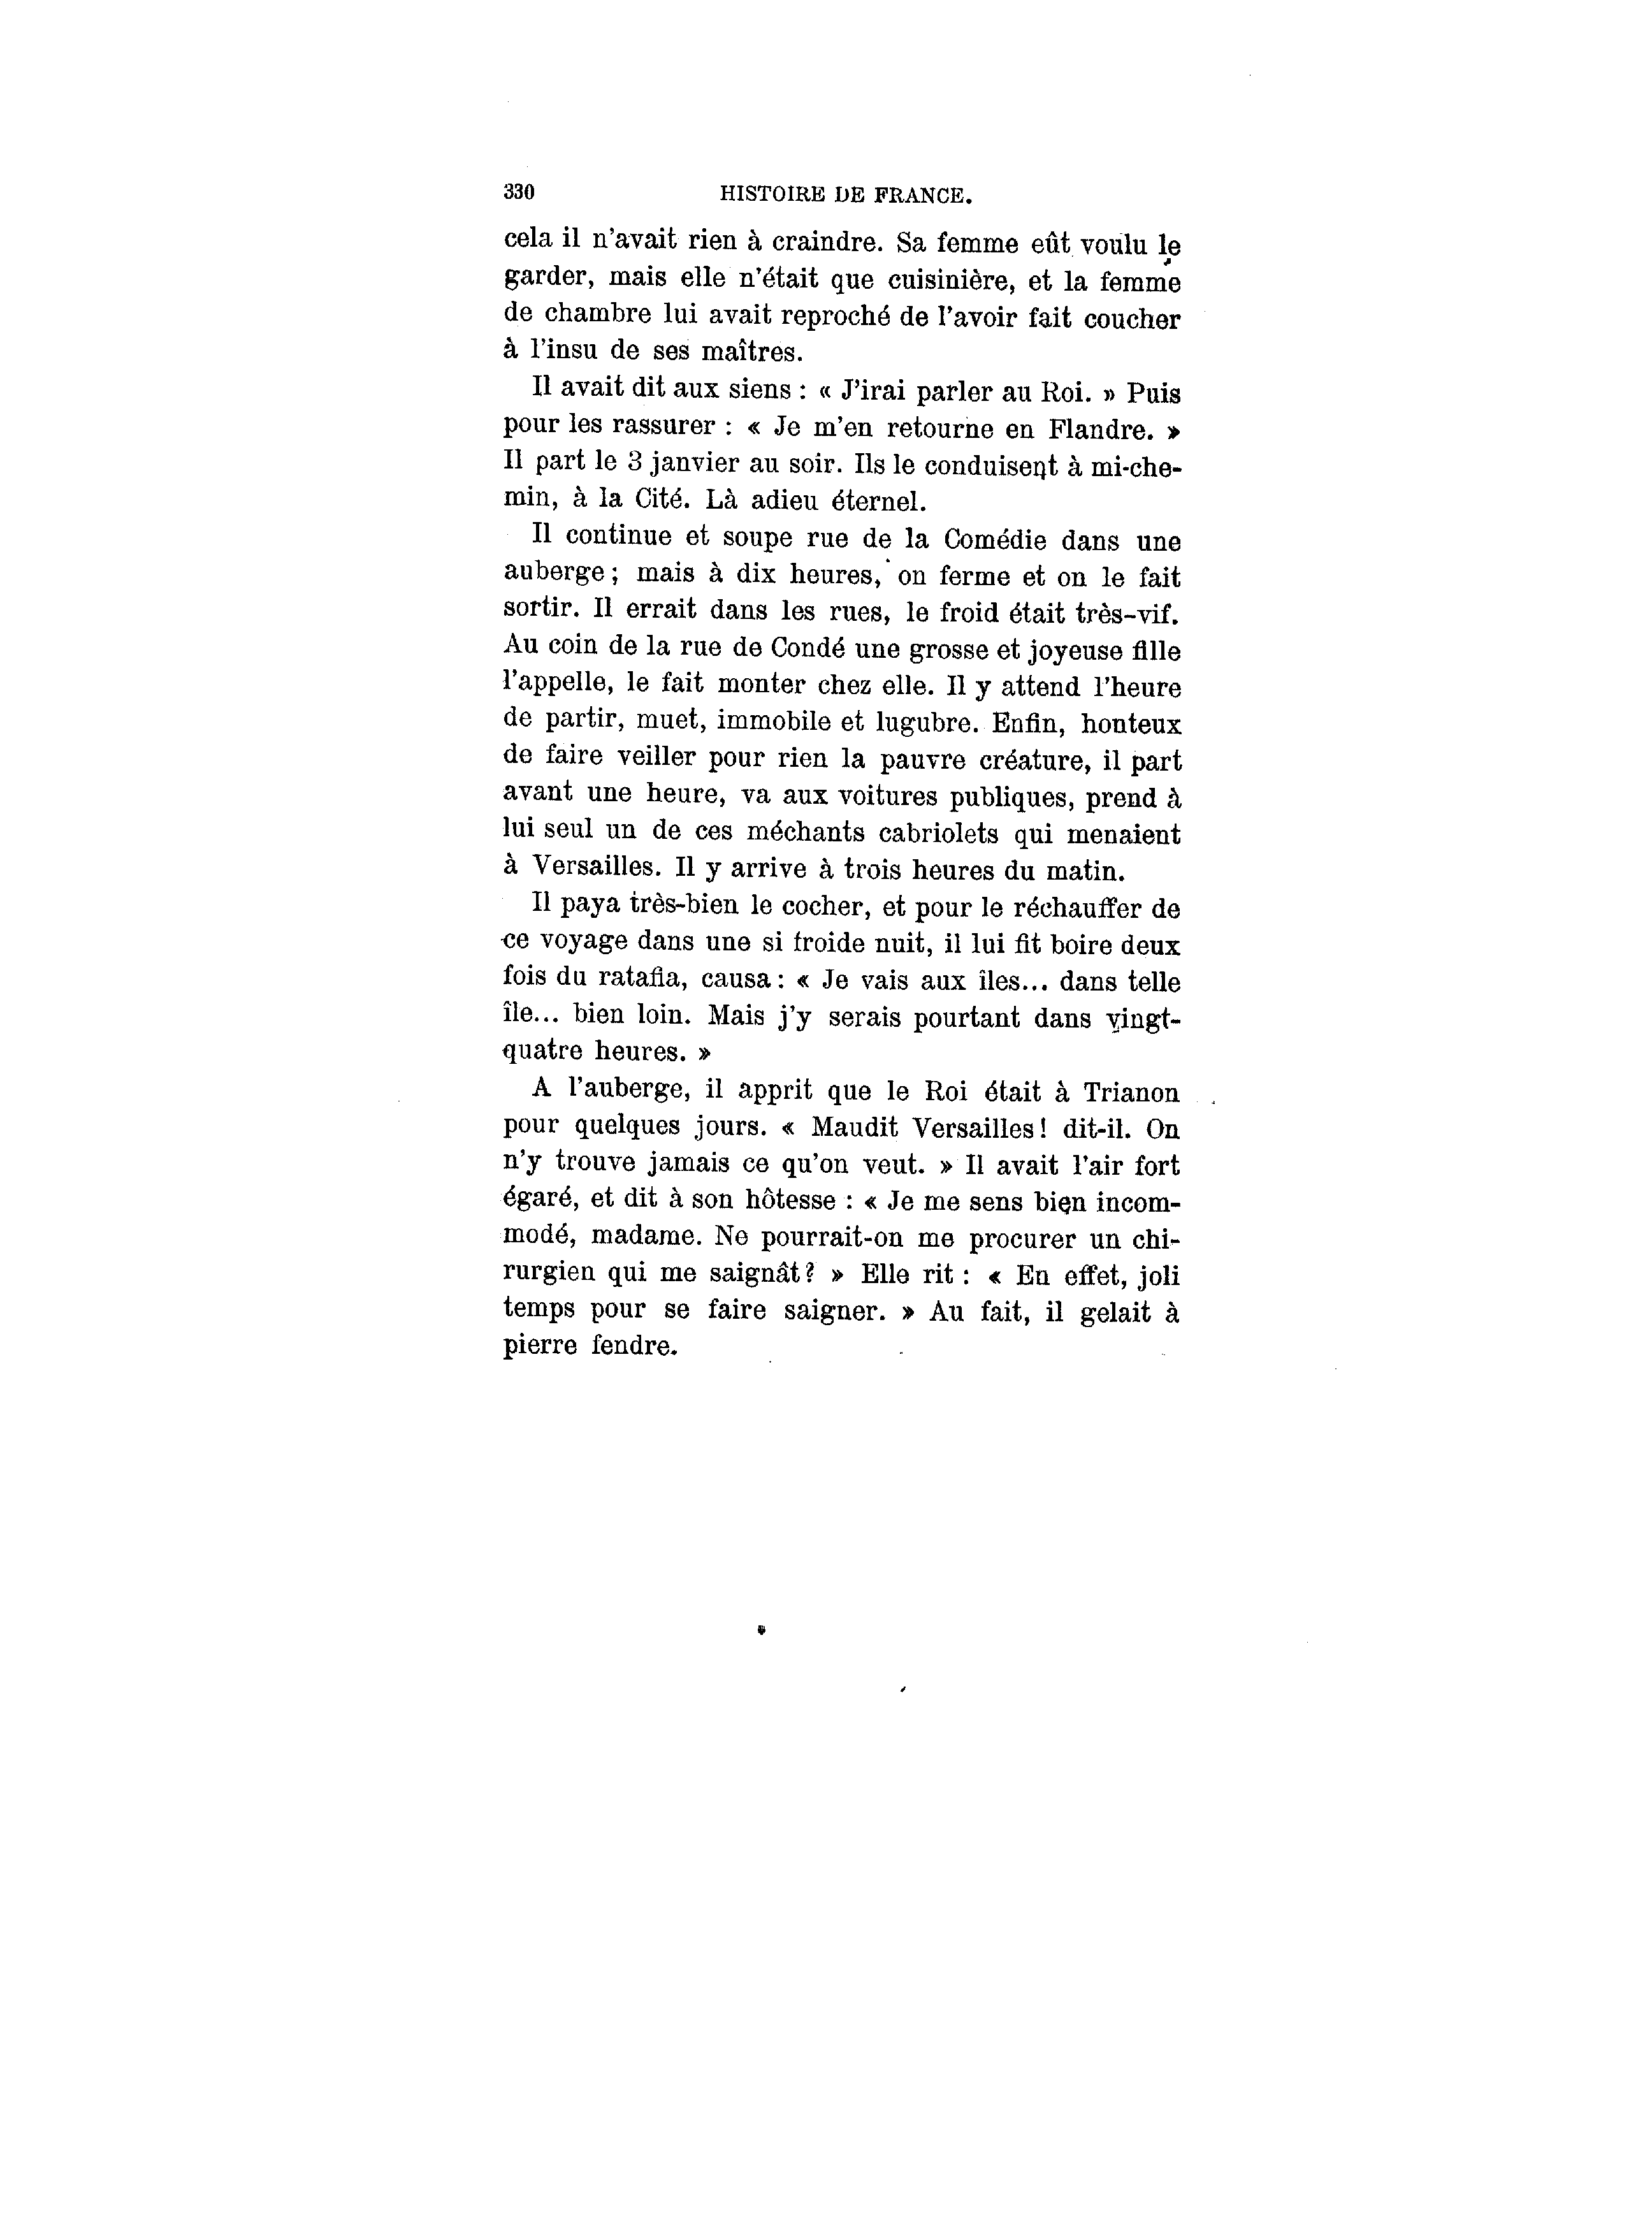 330 HISTOIRE DE FRANCE.
cela il n'avait rien à craindre. Sa femme eût voulu le
garder, mais elle n'était que cuisinière, et la femme
de chambre lui avait reproché de l'avoir fait coucher
à l'insu de ses maîtres.
Il avait dit aux siens : « J'irai parler au Roi. » Puis
pour les rassurer : « Je m'en retourne en Flandre. »
Il part le 3 janvier au soir. Ils le conduisent à mi-che-
min, à la Cité. Là adieu éternel.
Il continue et soupe rue de la Comédie dans une
auberge ; mais à dix heures, on ferme et on le fait
sortir. Il errait dans les rues, le froid était très-vif.
Au coin de la rue de Condé une grosse et joyeuse fille
l'appelle, le fait monter chez elle. Il y attend l'heure
de partir, muet, immobile et lugubre. Enfin, honteux
de faire veiller pour rien la pauvre créature, il part
avant une heure, va aux voitures publiques, prend à
lui seul un de ces méchants cabriolets qui menaient
à Versailles. Il y arrive à trois heures du matin.
Il paya très-bien le cocher, et pour le réchauffer de
ce voyage dans une si froide nuit, il lui fit boire deux
fois du ratafia, causa : « Je vais aux îles... dans telle
île... bien loin. Mais j'y serais pourtant dans vingt-
quatre heures. »
A l'auberge, il apprit que le Roi était à Trianon
pour quelques jours. « Maudit Versailles ! dit-il. On
n'y trouve jamais ce qu'on veut. » Il avait l'air fort
égaré, et dit à son hôtesse : « Je me sens bien incom-
modé, madame. Ne pourrait-on me procurer un chi-
rurgien qui me saignât ? » Elle rit : « En effet, joli
temps pour se faire saigner. » Au fait, il gelait à
pierre fendre.